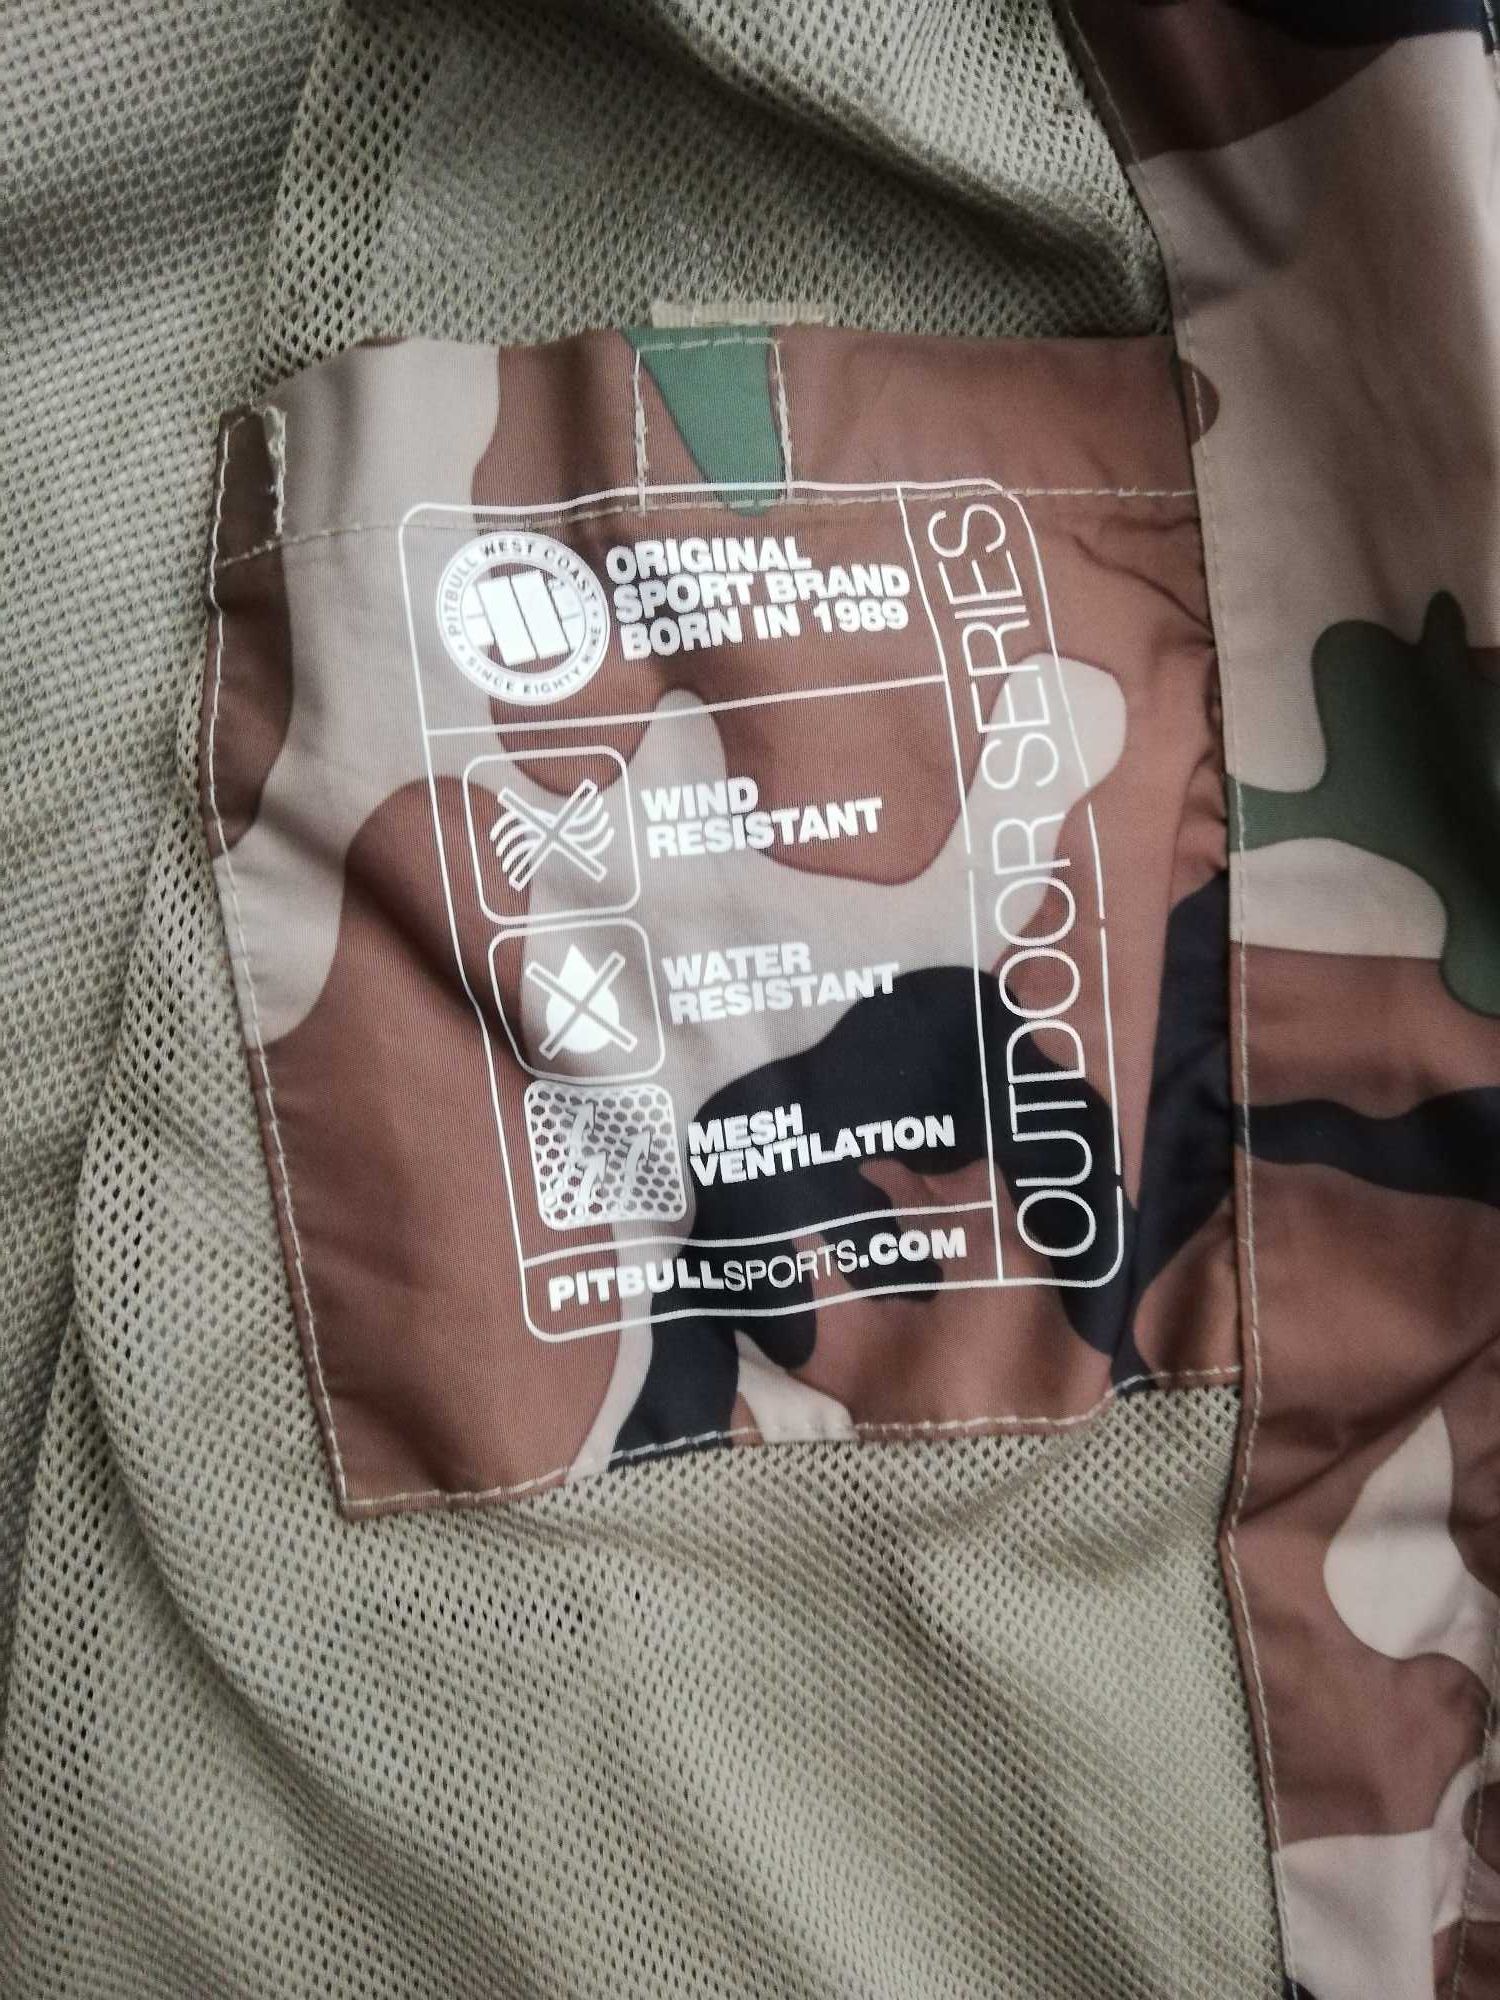 PITBULL WEST COAST
• SINCE EIGHTY NINE •
ORIGINAL
SPORT BRAND
BORN IN 1989
WIND
RESISTANT
WATER
RESISTANT
MESH
VENTILATION
PITBULLSPORTS.COM
OUTDOOR SERIES